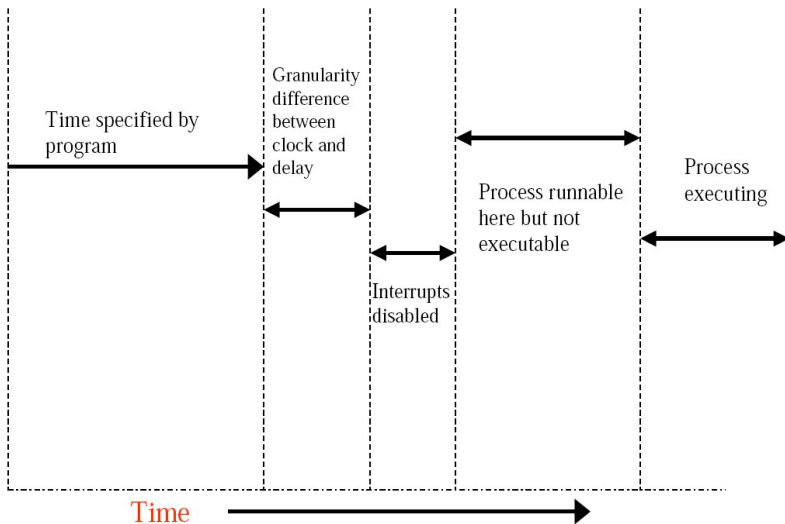 Time specified by
program
Granularity
difference
between
clock and
delay
Interrupts
disabled
Process runnable
here but not
executable
Process
executing
Time